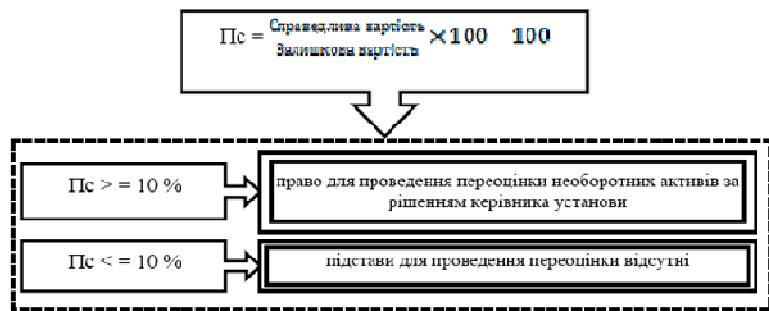 Пс = Справедлива вартість
Залишкова вартість ×100 100
Пс > = 10 %
право для проведення переоцінки необоротних активів за
рішенням керівника установи
Пс < = 10 %
підстави для проведення переоцінки відсутні